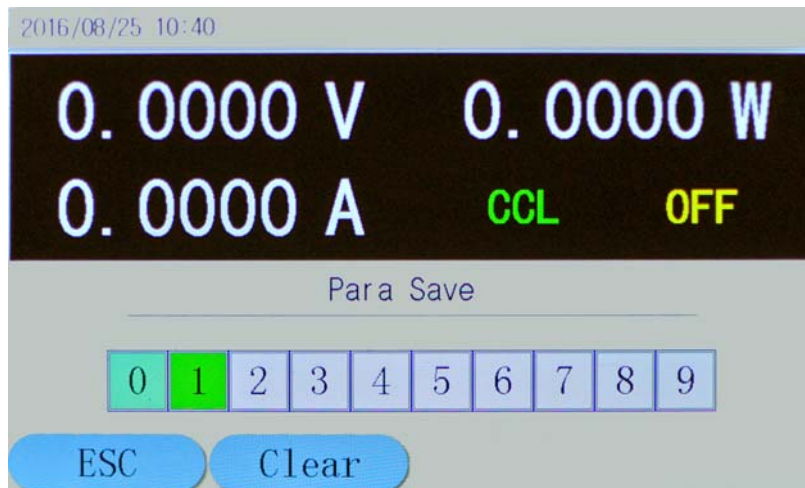 2016/08/25 10:40
0.0000 V 0.0000 W
0.0000 A CCL OFF
Para Save
0 1 2 3 4 5 6 7 8 9
ESC Clear